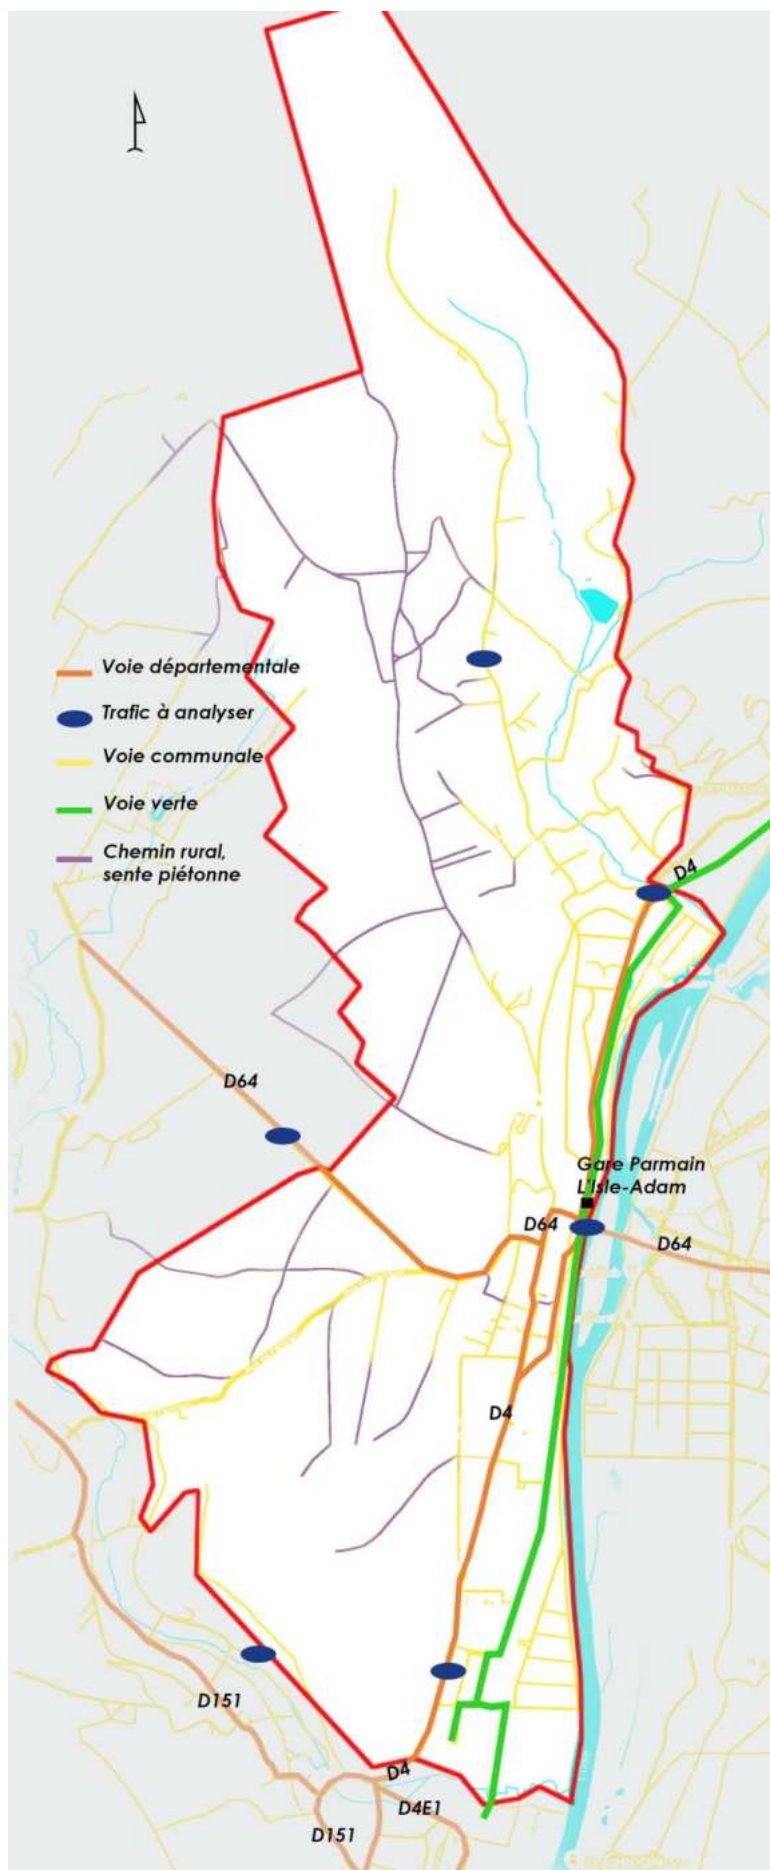 Voie départementale
Trafic à analyser
Voie communale
Voie verte
Chemin rural,
sente piétonne
D4
D64
Gare Parmain
L'Isle-Adam
D64
D64
D4
D151
D4
D4E1
D151